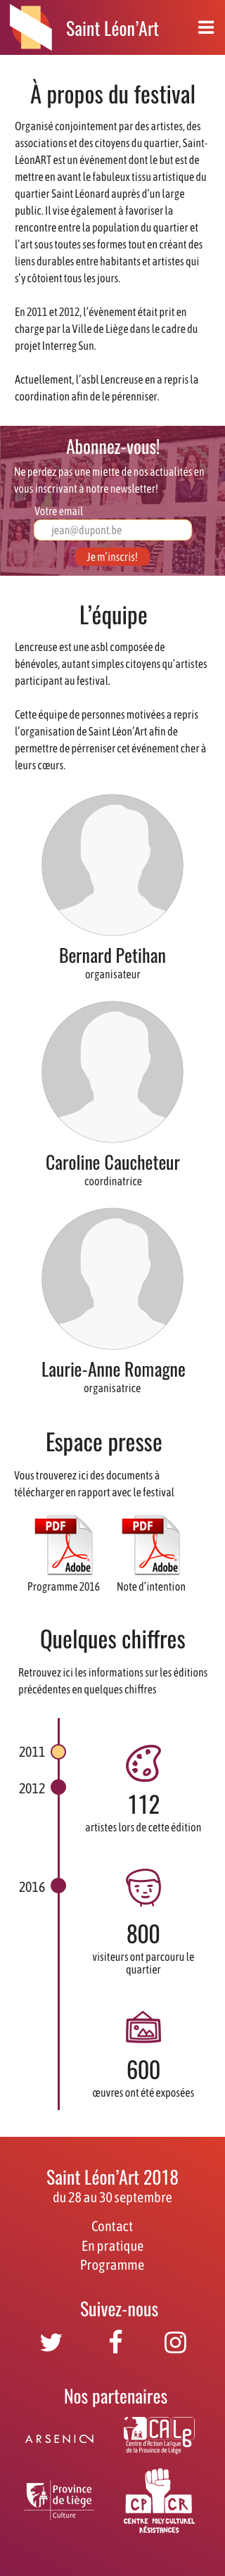 Saint Léon’Art
À propos du festival
Organisé conjointement par des artistes, des
associations et des citoyens du quartier, Saint-
LéonART est un événement dont le but est de
mettre en avant le fabuleux tissu artistique du
quartier Saint Léonard auprès d’un large
public. Il vise également à favoriser la
rencontre entre la population du quartier et
l’art sous toutes ses formes tout en créant des
liens durables entre habitants et artistes qui
s’y côtoient tous les jours.
En 2011 et 2012, l’évènement était prit en
charge par la Ville de Liège dans le cadre du
projet Interreg Sun.
Actuellement, l’asbl Lencreuse en a repris la
coordination afin de le pérenniser.
Abonnez-vous!
Ne perdez pas une miette de nos actualités en
vous inscrivant à notre newsletter!
Votre email
jean@dupont.be
Je m’inscris!
L’équipe
Lencreuse est une asbl composée de
bénévoles, autant simples citoyens qu’artistes
participant au festival.
Cette équipe de personnes motivées a repris
l’organisation de Saint Léon’Art afin de
permettre de pérreniser cet événement cher à
leurs cœurs.
Bernard Petihan
organisateur
Caroline Caucheteur
coordinatrice
Laurie-Anne Romagne
organisatrice
Espace presse
Vous trouverez ici des documents à
télécharger en rapport avec le festival
PDF Adobe PDF Adobe
Programme 2016 Note d’intention
Quelques chiffres
Retrouvez ici les informations sur les éditions
précédentes en quelques chiffres
2011
2012
112
artistes lors de cette édition
2016
800
visiteurs ont parcouru le
quartier
600
œuvres ont été exposées
Saint Léon’Art 2018
du 28 au 30 septembre
Contact
En pratique
Programme
Suivez-nous
Nos partenaires
ARSENIC2
CALg
Centre d’Action Laïque
de la Province de Liège
Province
de Liège
Culture
CPCR
CENTRE POLYCULTUREL
RÉSISTANCES